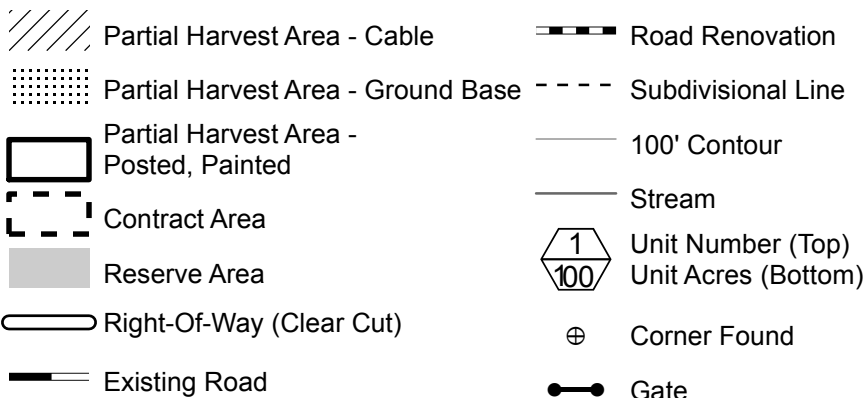 Partial Harvest Area - Cable
Partial Harvest Area - Ground Base
Partial Harvest Area -
Posted, Painted
Contract Area
Reserve Area
Right-Of-Way (Clear Cut)
Existing Road
Road Renovation
Subdivisional Line
100' Contour
Stream
1
100
Unit Number (Top)
Unit Acres (Bottom)
Corner Found
Gate